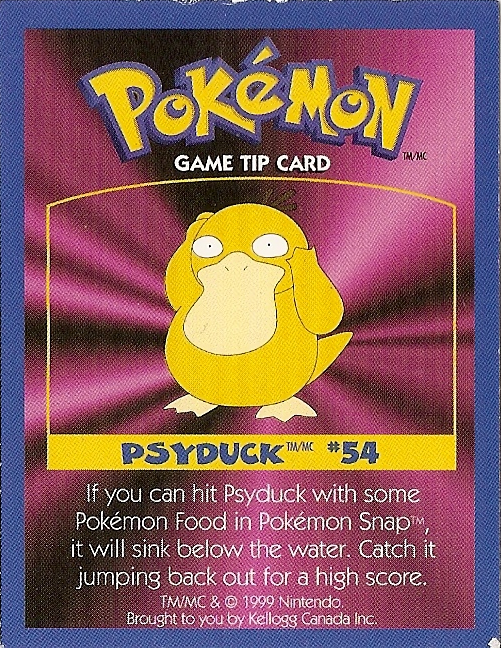 POKÉMON
TM/MC
GAME TIP CARD
PSYDUCK TM/MC #54
If you can hit Psyduck with some
Pokémon Food in Pokémon Snap™,
it will sink below the water. Catch it
jumping back out for a high score.
TM/MC & © 1999 Nintendo.
Brought to you by Kellogg Canada Inc.